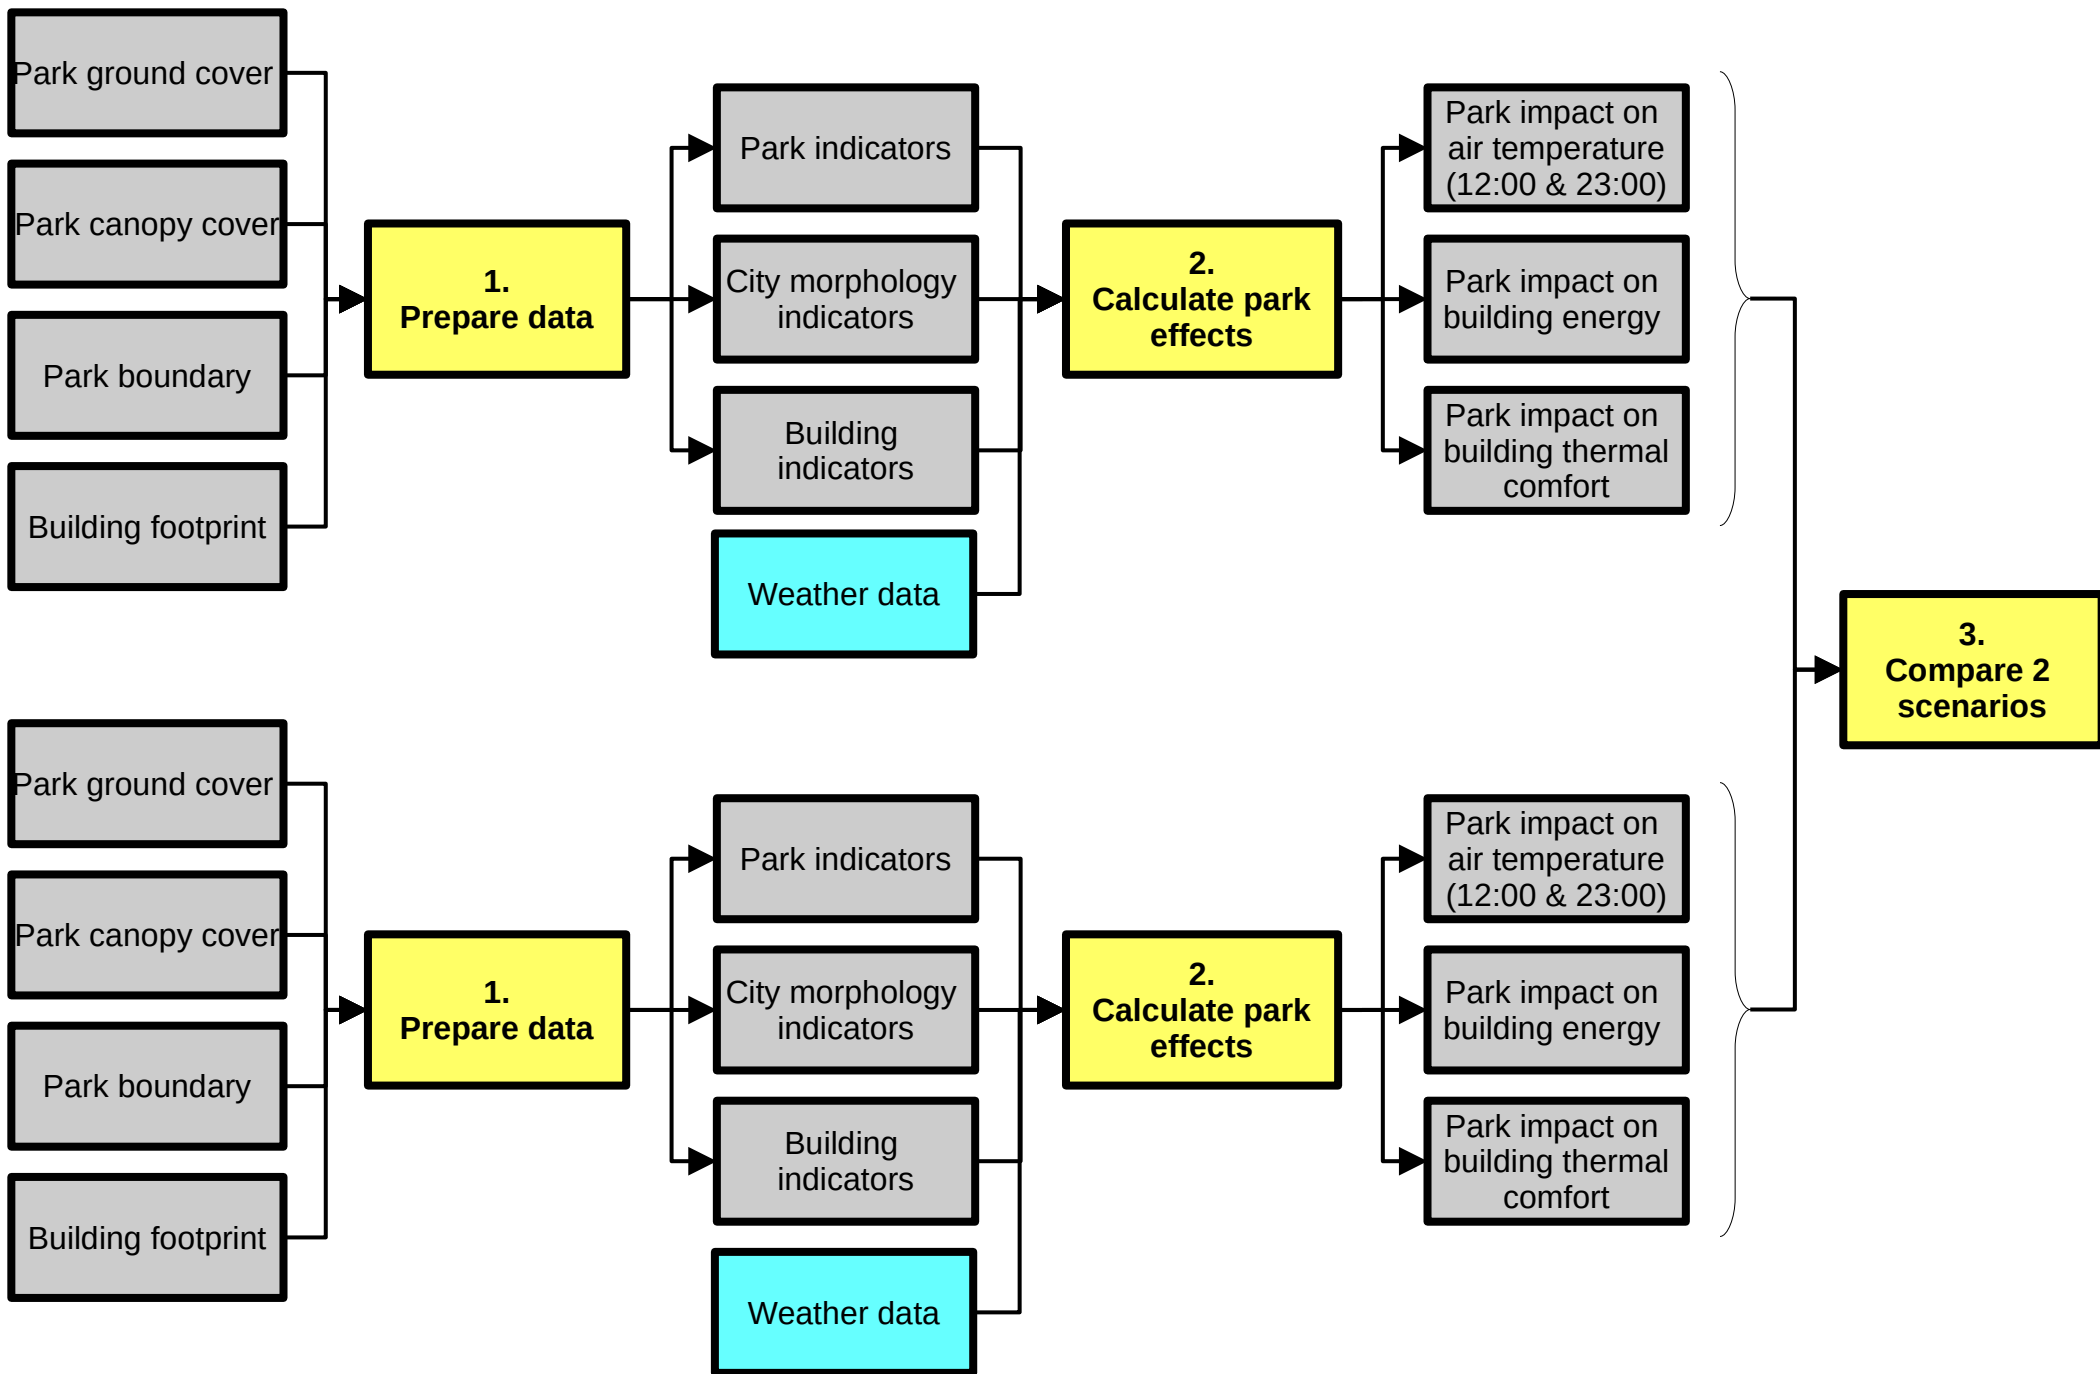 Park ground cover
Park canopy cover
Park boundary
Building footprint
1.
Prepare data
Park indicators
City morphology
indicators
Building
indicators
Weather data
2.
Calculate park
effects
Park impact on
air temperature
(12:00 & 23:00)
Park impact on
building energy
Park impact on
building thermal
comfort
3.
Compare 2
scenarios
Park ground cover
Park canopy cover
Park boundary
Building footprint
1.
Prepare data
Park indicators
City morphology
indicators
Building
indicators
Weather data
2.
Calculate park
effects
Park impact on
air temperature
(12:00 & 23:00)
Park impact on
building energy
Park impact on
building thermal
comfort